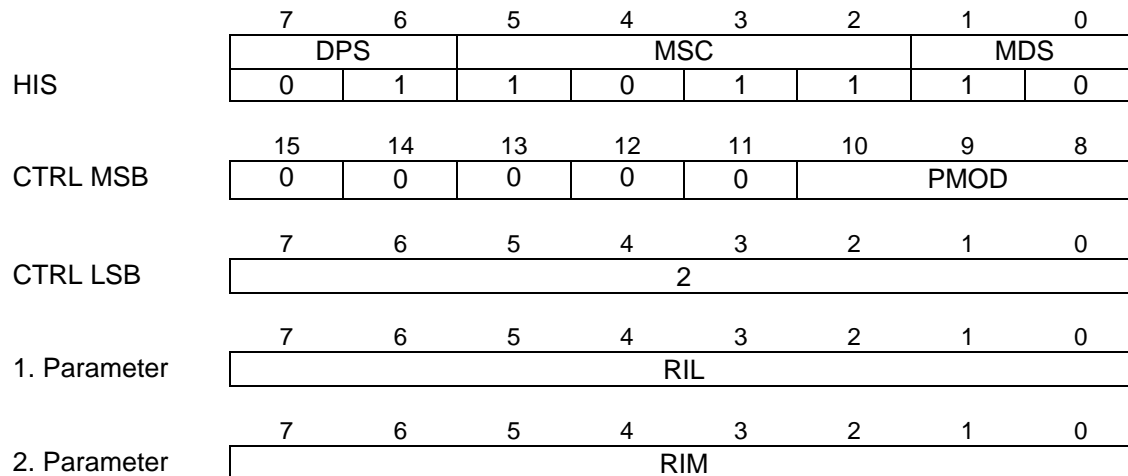 7 6 5 4 3 2 1 0
DPS MSC MDS
HIS 0 1 1 0 1 1 1 0
15 14 13 12 11 10 9 8
CTRL MSB 0 0 0 0 0 PMOD
7 6 5 4 3 2 1 0
CTRL LSB 2
7 6 5 4 3 2 1 0
1. Parameter RIL
7 6 5 4 3 2 1 0
2. Parameter RIM